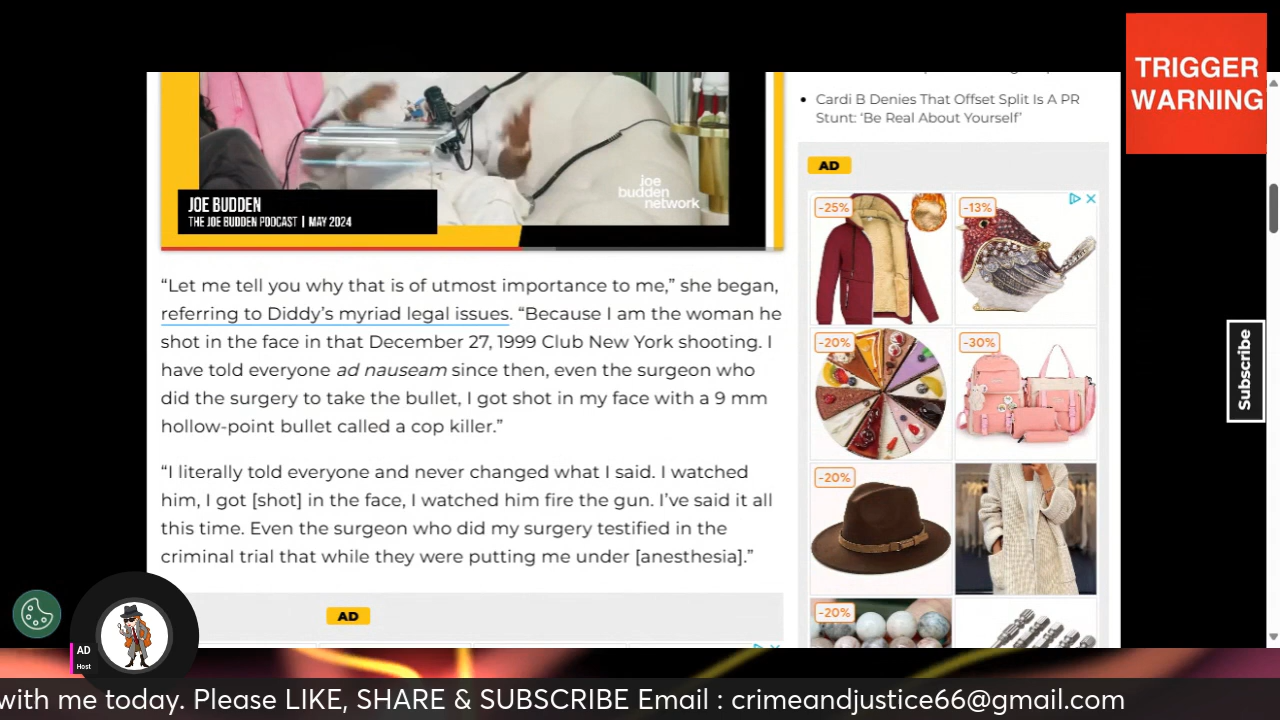 TRIGGER
WARNING
Cardi B Denies That Offset Split Is A PR
Stunt: ‘Be Real About Yourself’
AD
-25%
-13%
joe
budden
network
JOE BUDDEN
THE JOE BUDDEN PODCAST | MAY 2024
“Let me tell you why that is of utmost importance to me,” she began,
referring to Diddy’s myriad legal issues. “Because I am the woman he
shot in the face in that December 27, 1999 Club New York shooting. I
have told everyone ad nauseam since then, even the surgeon who
did the surgery to take the bullet, I got shot in my face with a 9 mm
hollow-point bullet called a cop killer.”
-20%
-30%
“I literally told everyone and never changed what I said. I watched
him, I got [shot] in the face, I watched him fire the gun. I’ve said it all
this time. Even the surgeon who did my surgery testified in the
criminal trial that while they were putting me under [anesthesia].”
-20%
-20%
Subscribe
AD
AD
Host
with me today. Please LIKE, SHARE & SUBSCRIBE Email : crimeandjustice66@gmail.com